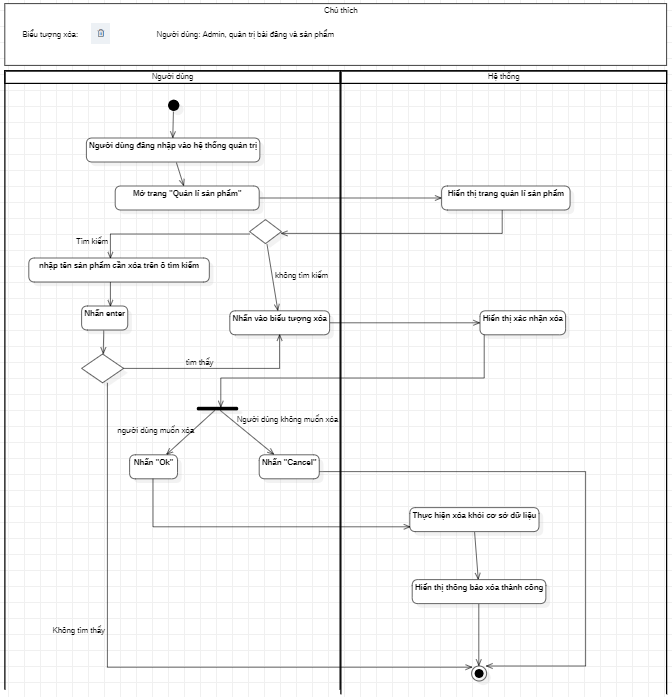 Chú thích
Biểu tượng xóa:
Người dùng: Admin, quản trị bài đăng và sản phẩm
Người dùng
Hệ thống
Người dùng đăng nhập vào hệ thống quản trị
Mở trang "Quản lí sản phẩm"
Hiển thị trang quản lí sản phẩm
Tìm kiếm
nhập tên sản phẩm cần xóa trên ô tìm kiếm
không tìm kiếm
Nhấn enter
Nhấn vào biểu tượng xóa
Hiển thị xác nhận xóa
tìm thấy
Người dùng không muốn xóa
người dùng muốn xóa
Nhấn "Ok"
Nhấn "Cancel"
Thực hiện xóa khỏi cơ sở dữ liệu
Hiển thị thông báo xóa thành công
Không tìm thấy